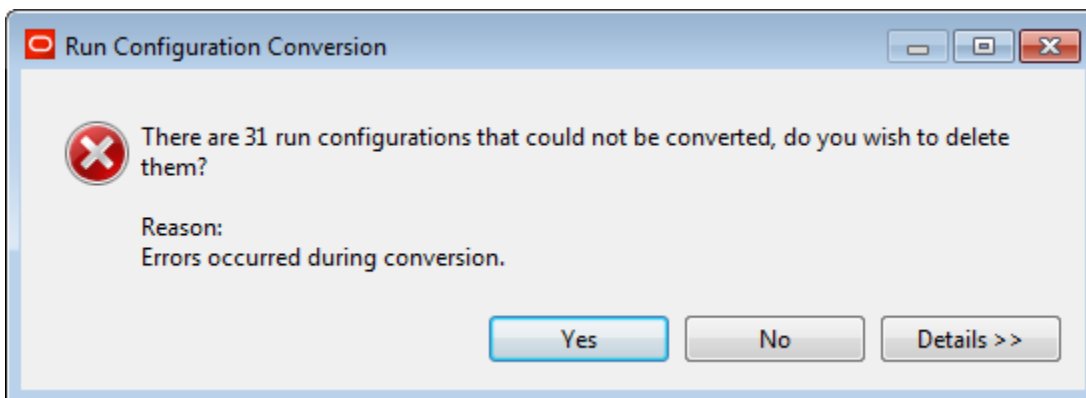 Run Configuration Conversion
There are 31 run configurations that could not be converted, do you wish to delete
them?
Reason:
Errors occurred during conversion.
Yes
No
Details >>